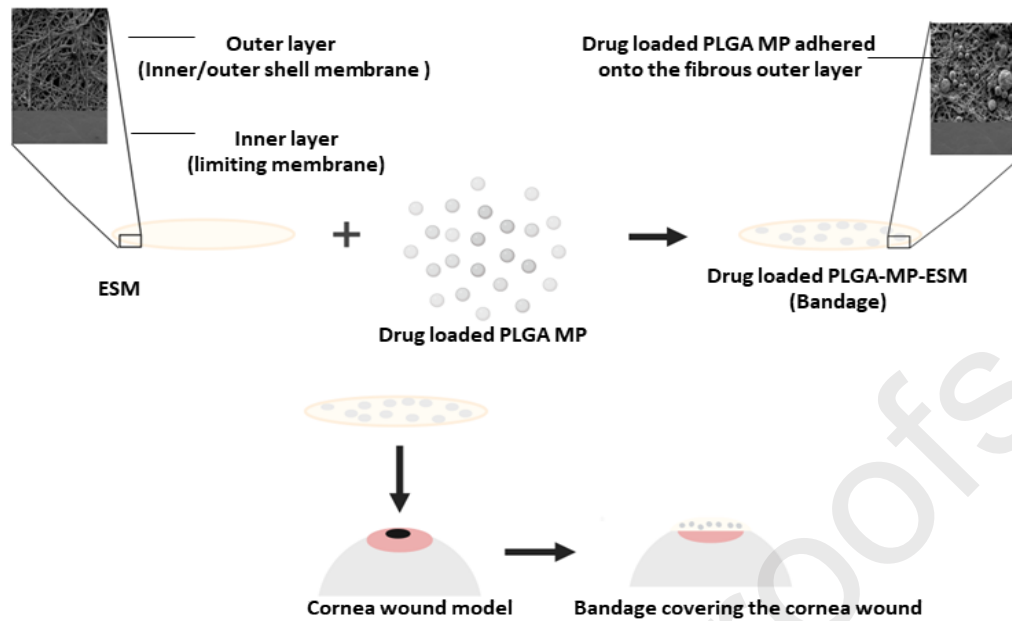 Outer layer
(Inner/outer shell membrane )
Inner layer
(limiting membrane)
Drug loaded PLGA MP adhered
onto the fibrous outer layer
+
ESM
Drug loaded PLGA MP
Drug loaded PLGA-MP-ESM
(Bandage)
Cornea wound model
Bandage covering the cornea wound
roofs